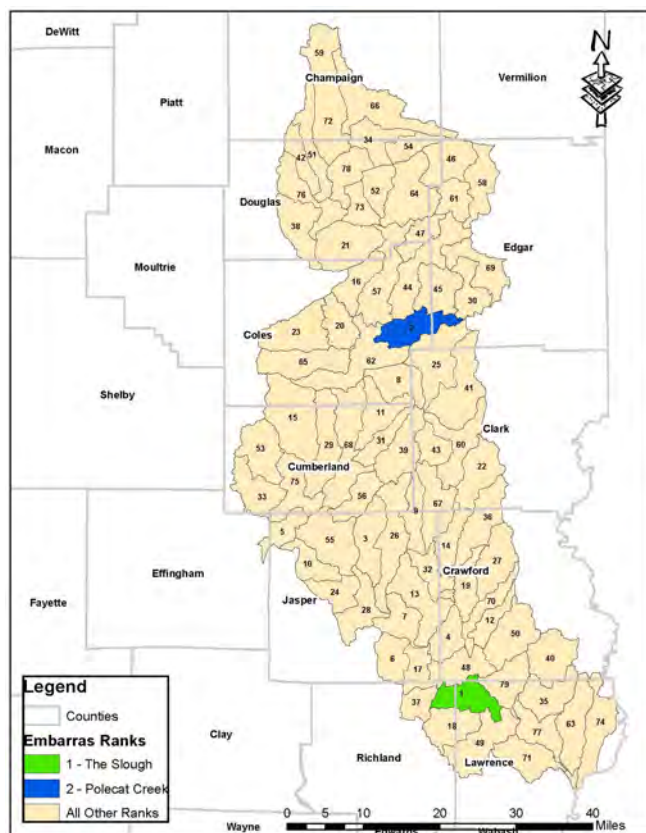 DeWitt
N
59
Champaign
Vermilion
Piatt
66
72
Macon
34
54
42
51
46
78
58
52
76
64
61
Douglas
73
38
47
21
Edgar
Moultrie
69
16
57
44
45
30
2
23
20
Coles
65
62
25
8
41
Shelby
15
11
Clark
53
29
68
31
39
43
60
22
Cumberland
75
33
56
9
67
36
5
55
3
26
14
10
27
Effingham
32
Crawford
19
24
13
70
Fayette
Jasper
28
7
12
50
4
40
6
17
48
Legend
Counties
Embarras Ranks
1 - The Slough
2 - Polecat Creek
All Other Ranks
37
1
79
35
Clay
18
63
74
77
49
Richland
Lawrence
71
0 5 10 20 30 40
Miles
Wayne
Edwards
Wabash